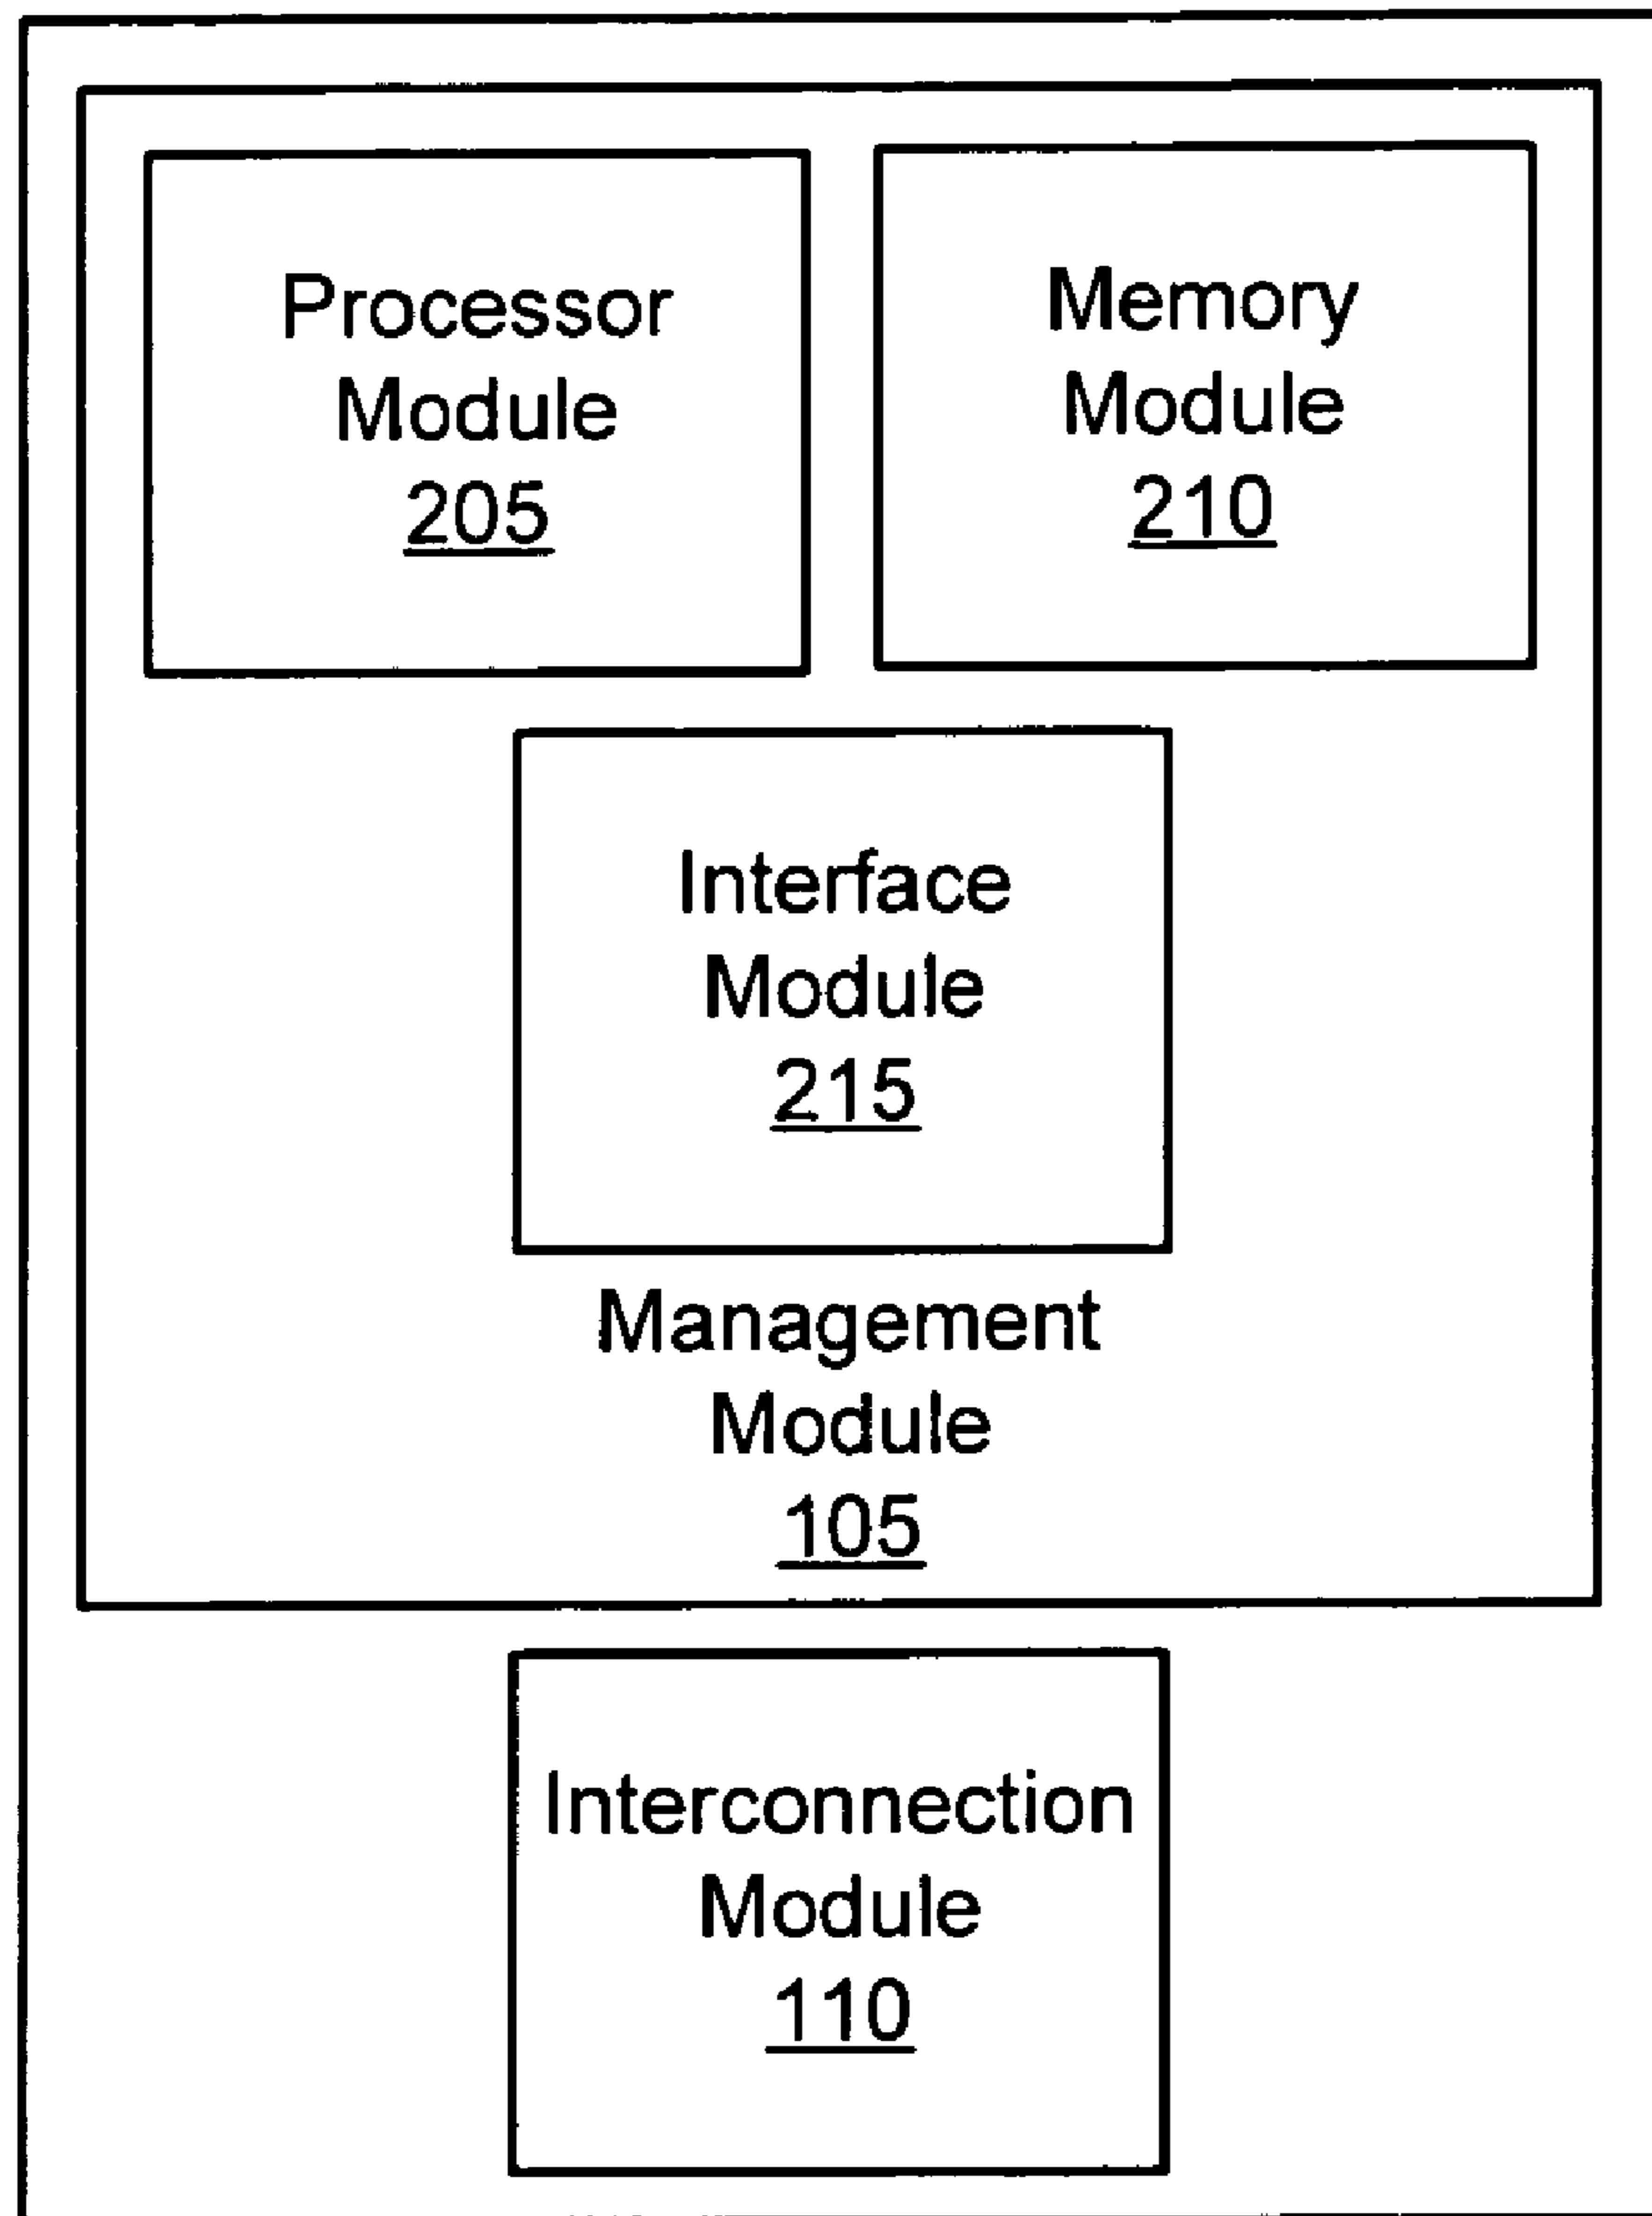 Processor
Module
205
Memory
Module
210
Interface
Module
215
Management
Module
105
Interconnection
Module
110